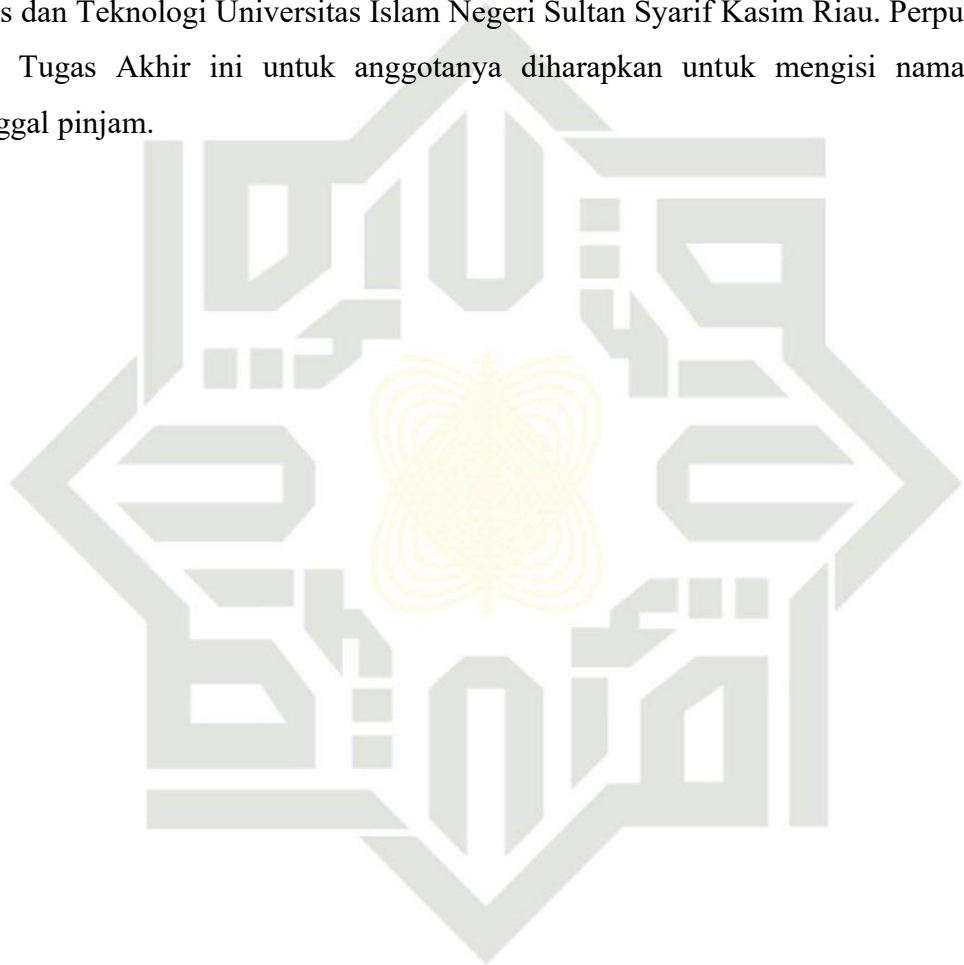 s dan Teknologi Universitas Islam Negeri Sultan Syarif Kasim Riau. Perpu
Tugas Akhir ini untuk anggotanya diharapkan untuk mengisi nama
ggal pinjam.